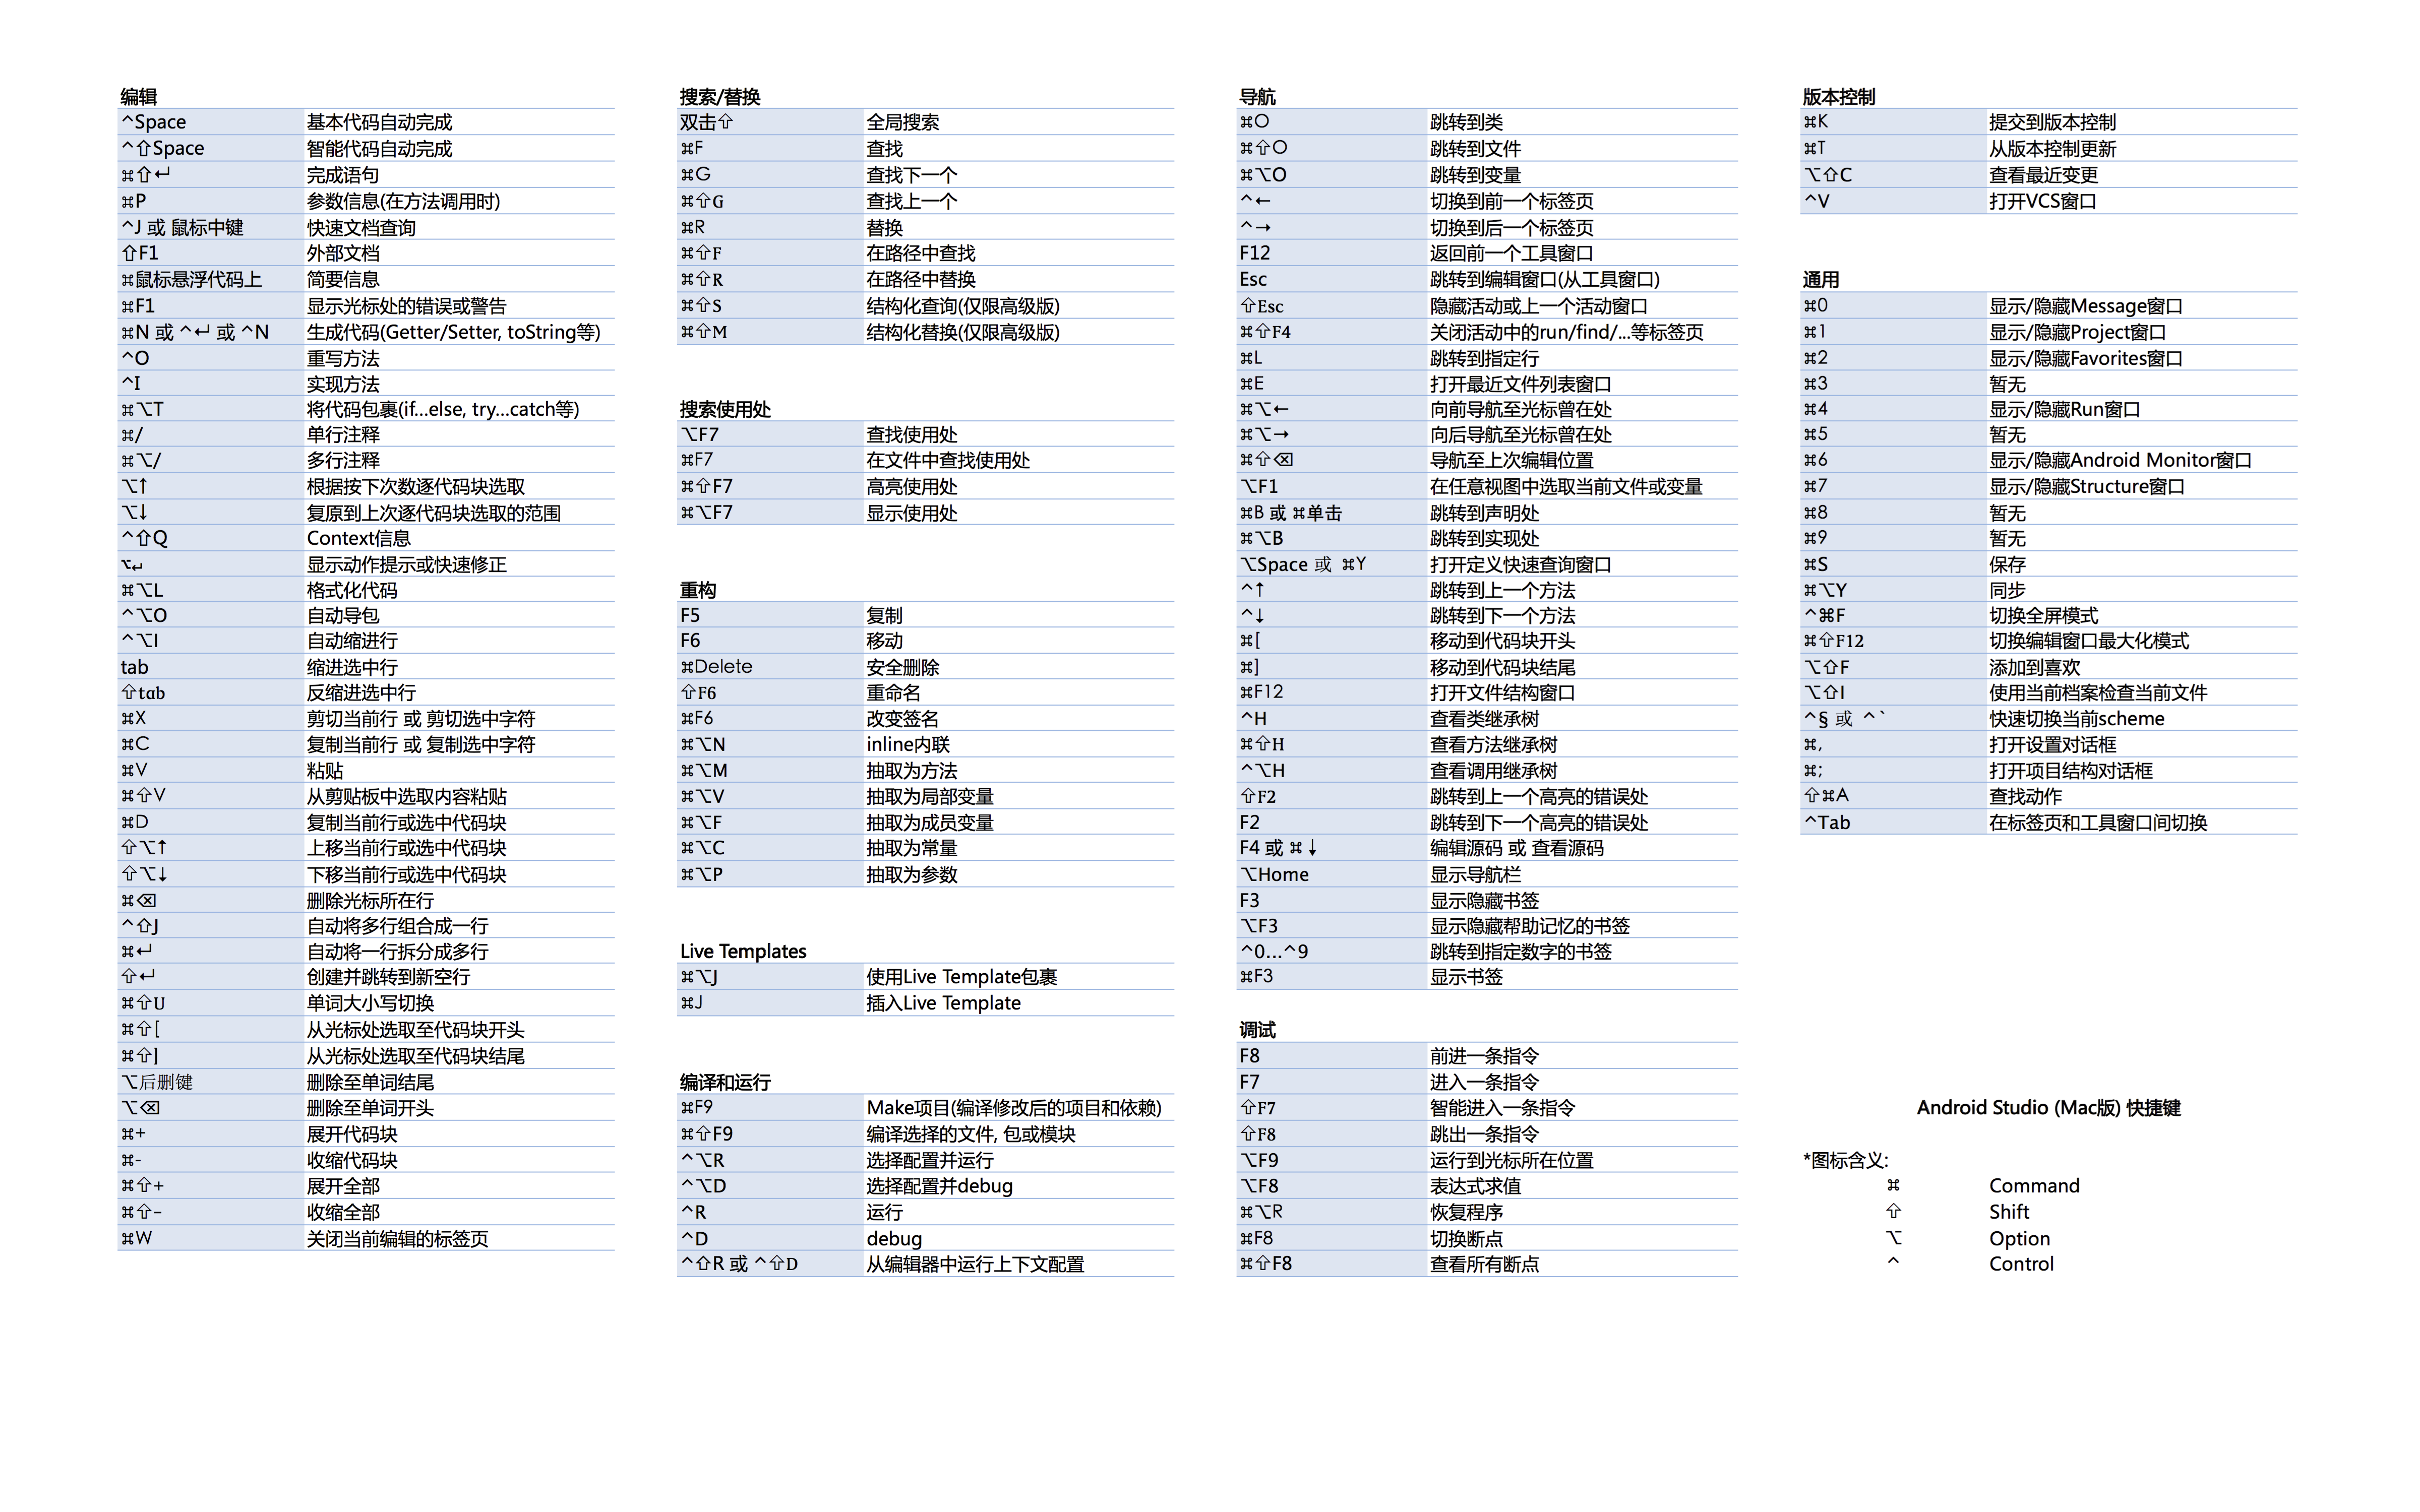 编辑
^Space 基本代码自动完成
^⇧Space 智能代码自动完成
⌘⇧↵ 完成语句
⌘P 参数信息(在方法调用时)
^J 或 鼠标中键 快速文档查询
⇧F1 外部文档
⌘鼠标悬浮代码上 简要信息
⌘F1 显示光标处的错误或警告
⌘N 或 ^↵ 或 ^N 生成代码(Getter/Setter, toString等)
^O 重写方法
^I 实现方法
⌘⌥T 将代码包裹(if...else, try...catch等)
⌘/ 单行注释
⌘⌥/ 多行注释
⌥↑ 根据按下次数逐代码块选取
⌥↓ 复原到上次逐代码块选取的范围
^⇧Q Context信息
⌥↵ 显示动作提示或快速修正
⌘⌥L 格式化代码
^⌥O 自动导包
^⌥I 自动缩进行
tab 缩进选中行
⇧tab 反缩进选中行
⌘X 剪切当前行 或 剪切选中字符
⌘C 复制当前行 或 复制选中字符
⌘V 粘贴
⌘⇧V 从剪贴板中选取内容粘贴
⌘D 复制当前行或选中代码块
⇧⌥↑ 上移当前行或选中代码块
⇧⌥↓ 下移当前行或选中代码块
⌘⌫ 删除光标所在行
^⇧J 自动将多行组合成一行
⌘↵ 自动将一行拆分成多行
⇧↵ 创建并跳转到新空行
⌘⇧U 单词大小写切换
⌘⇧[ 从光标处选取至代码块开头
⌘⇧] 从光标处选取至代码块结尾
⌥后删键 删除至单词结尾
⌥⌫ 删除至单词开头
⌘+ 展开代码块
⌘- 收缩代码块
⌘⇧+ 展开全部
⌘⇧- 收缩全部
⌘W 关闭当前编辑的标签页
搜索/替换
双击⇧ 全局搜索
⌘F 查找
⌘G 查找下一个
⌘⇧G 查找上一个
⌘R 替换
⌘⇧F 在路径中查找
⌘⇧R 在路径中替换
⌘⇧S 结构化查询(仅限高级版)
⌘⇧M 结构化替换(仅限高级版)
搜索使用处
⌥F7 查找使用处
⌘F7 在文件中查找使用处
⌘⇧F7 高亮使用处
⌘⌥F7 显示使用处
重构
F5 复制
F6 移动
⌘Delete 安全删除
⇧F6 重命名
⌘F6 改变签名
⌘⌥N inline内联
⌘⌥M 抽取为方法
⌘⌥V 抽取为局部变量
⌘⌥F 抽取为成员变量
⌘⌥C 抽取为常量
⌘⌥P 抽取为参数
Live Templates
⌘⌥J 使用Live Template包裹
⌘J 插入Live Template
编译和运行
⌘F9 Make项目(编译修改后的项目和依赖)
⌘⇧F9 编译选择的文件, 包或模块
^⌥R 选择配置并运行
^⌥D 选择配置并debug
^R 运行
^D debug
^⇧R 或 ^⇧D 从编辑器中运行上下文配置
导航
⌘O 跳转到类
⌘⇧O 跳转到文件
⌘⌥O 跳转到变量
^← 切换到前一个标签页
^→ 切换到后一个标签页
F12 返回前一个工具窗口
Esc 跳转到编辑窗口(从工具窗口)
⇧Esc 隐藏活动或上一个活动窗口
⌘⇧F4 关闭活动中的run/find/...等标签页
⌘L 跳转到指定行
⌘E 打开最近文件列表窗口
⌘⌥← 向前导航至光标曾在处
⌘⌥→ 向后导航至光标曾在处
⌘⇧⌫ 导航至上次编辑位置
⌥F1 在任意视图中选取当前文件或变量
⌘B 或 ⌘单击 跳转到声明处
⌘⌥B 跳转到实现处
⌥Space 或 ⌘Y 打开定义快速查询窗口
^↑ 跳转到上一个方法
^↓ 跳转到下一个方法
⌘[ 移动到代码块开头
⌘] 移动到代码块结尾
⌘F12 打开文件结构窗口
^H 查看类继承树
⌘⇧H 查看方法继承树
^⌥H 查看调用继承树
⇧F2 跳转到上一个高亮的错误处
F2 跳转到下一个高亮的错误处
F4 或 ⌘↓ 编辑源码 或 查看源码
⌥Home 显示导航栏
F3 显示隐藏书签
⌥F3 显示隐藏帮助记忆的书签
^0...^9 跳转到指定数字的书签
⌘F3 显示书签
调试
F8 前进一条指令
F7 进入一条指令
⇧F7 智能进入一条指令
⇧F8 跳出一条指令
⌥F9 运行到光标所在位置
⌥F8 表达式求值
⌘⌥R 恢复程序
⌘F8 切换断点
⌘⇧F8 查看所有断点
版本控制
⌘K 提交到版本控制
⌘T 从版本控制更新
⌥⇧C 查看最近变更
^V 打开VCS窗口
通用
⌘0 显示/隐藏Message窗口
⌘1 显示/隐藏Project窗口
⌘2 显示/隐藏Favorites窗口
⌘3 暂无
⌘4 显示/隐藏Run窗口
⌘5 暂无
⌘6 显示/隐藏Android Monitor窗口
⌘7 显示/隐藏Structure窗口
⌘8 暂无
⌘9 暂无
⌘S 保存
⌘⌥Y 同步
^⌘F 切换全屏模式
⌘⇧F12 切换编辑窗口最大化模式
⌥⇧F 添加到喜欢
⌥⇧I 使用当前档案检查当前文件
^§ 或 ^` 快速切换当前scheme
⌘, 打开设置对话框
⌘; 打开项目结构对话框
⇧⌘A 查找动作
^Tab 在标签页和工具窗口间切换
Android Studio (Mac版) 快捷键
*图标含义:
⌘ Command
⇧ Shift
⌥ Option
^ Control